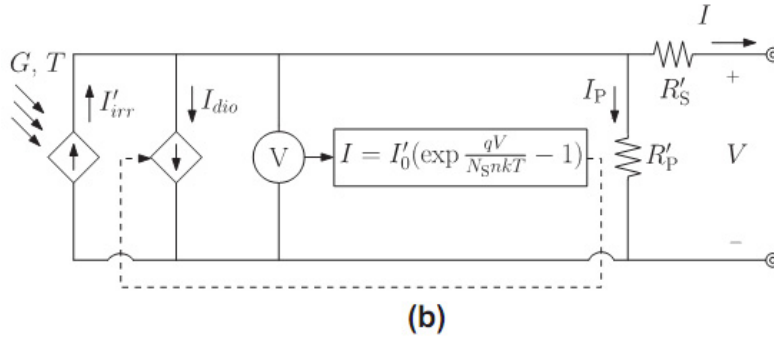 G, T
I'irr
Idio
V
I = I'0(exp qV/NSnkT − 1)
IP
R'S
I
+
R'P
V
−
(b)